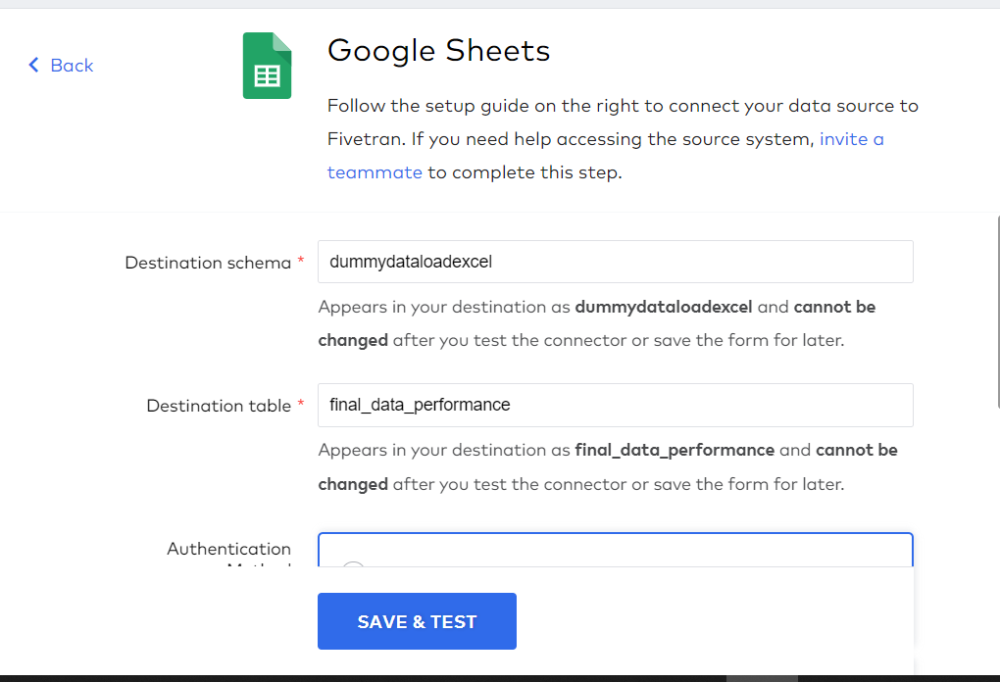 Back
Google Sheets
Follow the setup guide on the right to connect your data source to
Fivetran. If you need help accessing the source system, invite a
teammate to complete this step.
Destination schema *
dummydataloadexcel
Appears in your destination as dummydataloadexcel and cannot be
changed after you test the connector or save the form for later.
Destination table *
final_data_performance
Appears in your destination as final_data_performance and cannot be
changed after you test the connector or save the form for later.
Authentication
SAVE & TEST